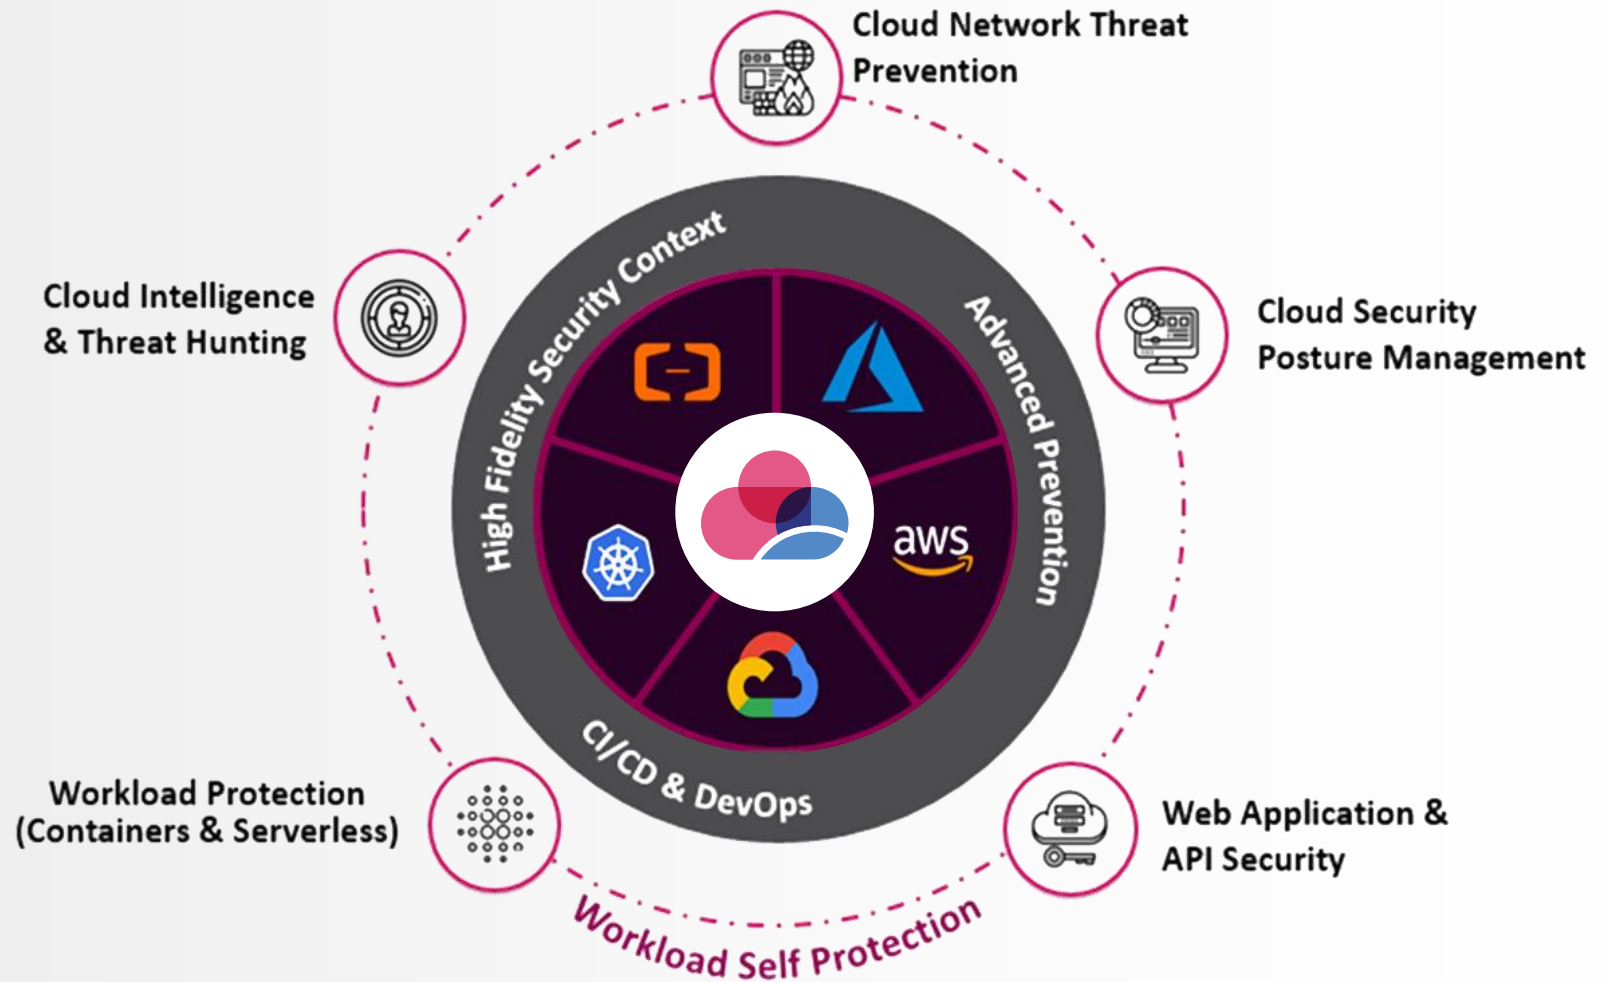 Cloud Network Threat
Prevention
Cloud Intelligence
& Threat Hunting
Cloud Security
Posture Management
High Fidelity Security Context
Advanced Prevention
aws
CI/CD & DevOps
Workload Protection
(Containers & Serverless)
Web Application &
API Security
Workload Self Protection